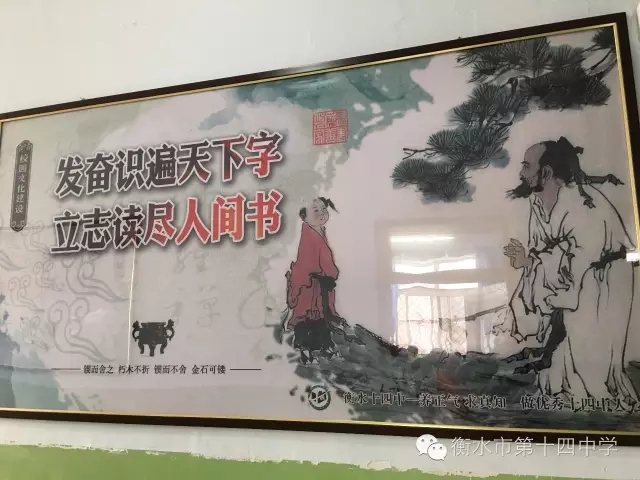 校园文化建设
发奋识遍天下字
立志读尽人间书
锲而舍之 朽木不折 锲而不舍 金石可镂
衡水十四中—养正气 求真知 做优秀十四中人
衡水市第十四中学